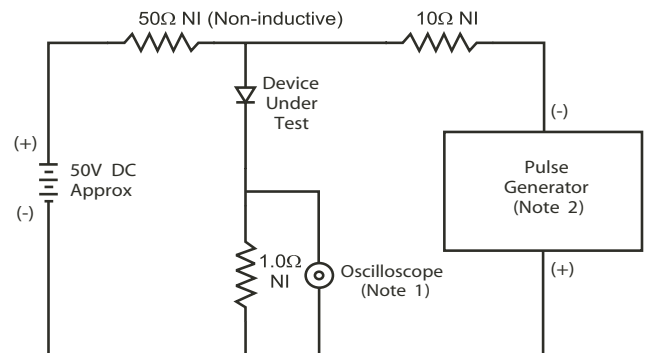 50Ω NI (Non-inductive)
10Ω NI
Device
Under
Test
(-)
(+)
50V DC
Approx
(-)
Pulse
Generator
(Note 2)
1.0Ω
NI
Oscilloscope
(Note 1)
(+)